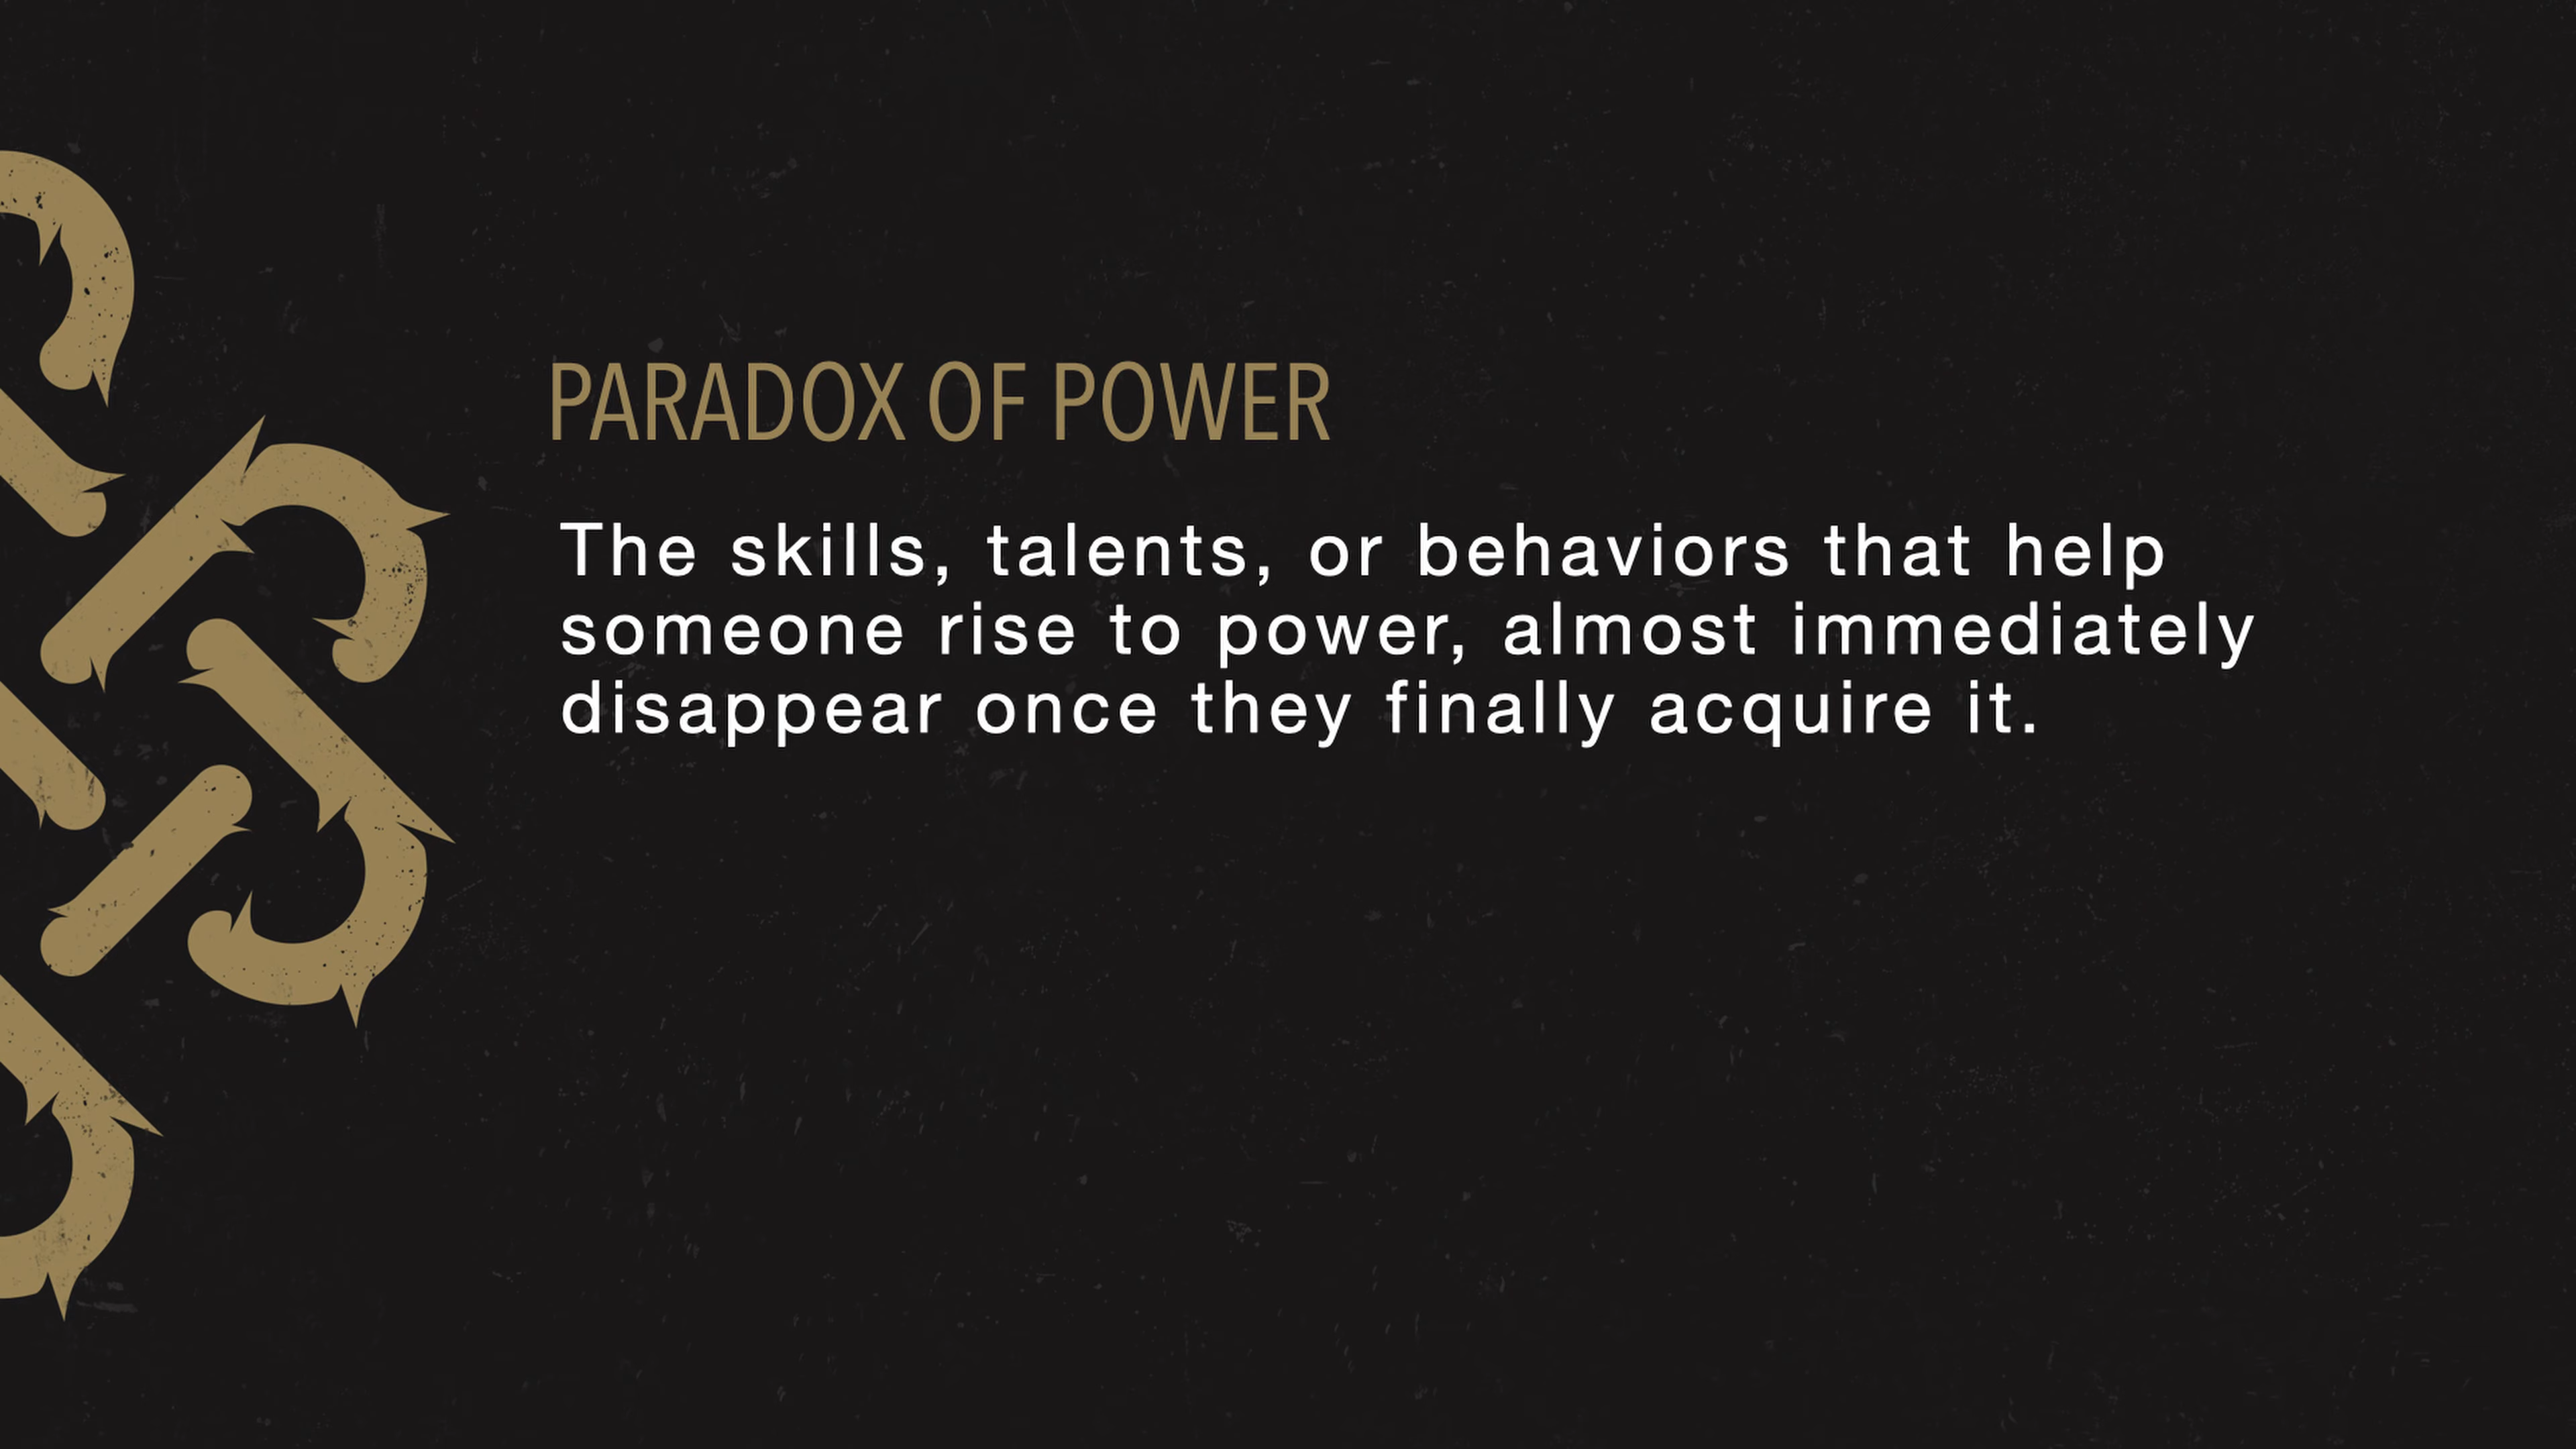 PARADOX OF POWER
The skills, talents, or behaviors that help
someone rise to power, almost immediately
disappear once they finally acquire it.